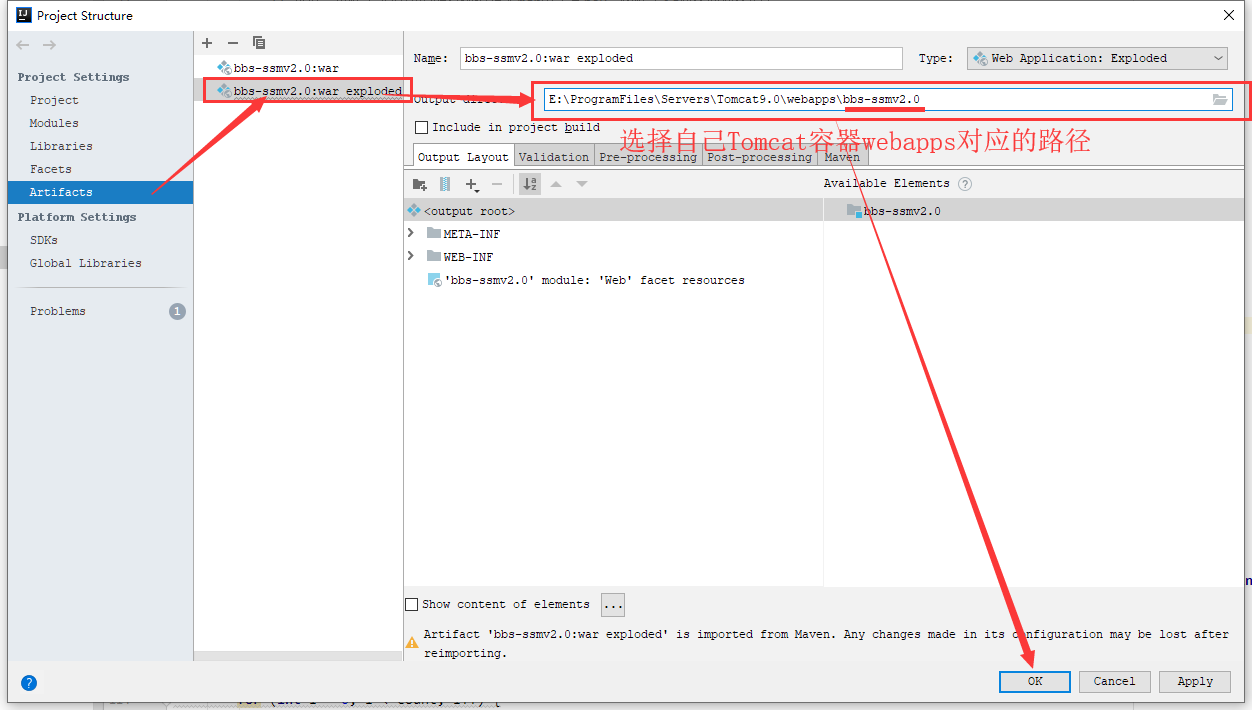 Project Structure
Project Settings
Project
Modules
Libraries
Facets
Artifacts
Platform Settings
SDKs
Global Libraries
Problems
1
bbs-ssmv2.0:war
bbs-ssmv2.0:war exploded
Name: bbs-ssmv2.0:war exploded Type: Web Application: Exploded
E:\ProgramFiles\Servers\Tomcat9.0\webapps\bbs-ssmv2.0
Include in project build
选择自己Tomcat容器webapps对应的路径
Output Layout Validation Pre-processing Post-processing Maven
Available Elements ?
<output root>
META-INF
WEB-INF
'bbs-ssmv2.0' module: 'Web' facet resources
bbs-ssmv2.0
Show content of elements ...
Artifact 'bbs-ssmv2.0:war exploded' is imported from Maven. Any changes made in its configuration may be lost after
reimporting.
? OK Cancel Apply